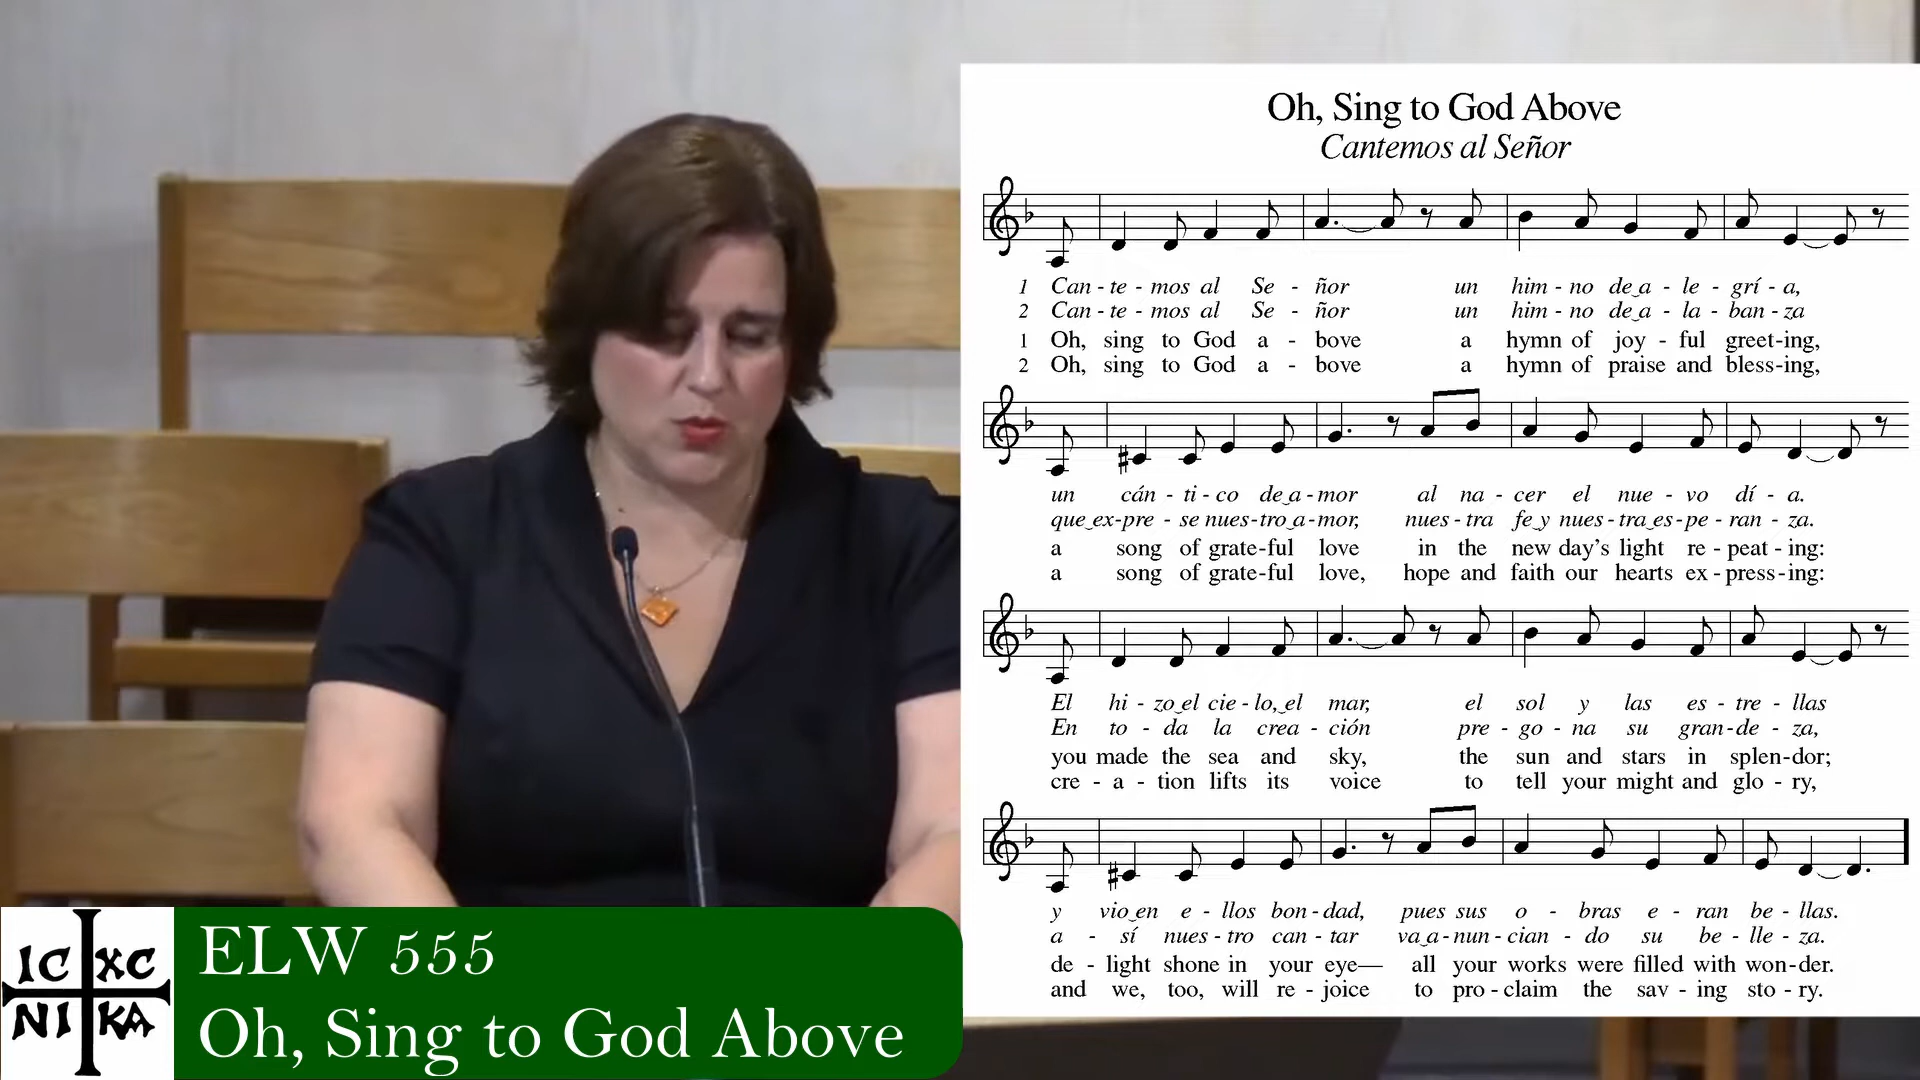 Oh, Sing to God Above
Cantemos al Señor
1 Can - te - mos al Se - ñor un him - no de‿a - le - grí - a,
2 Can - te - mos al Se - ñor un him - no de‿a - la - ban - za
1 Oh, sing to God a - bove a hymn of joy - ful greet - ing,
2 Oh, sing to God a - bove a hymn of praise and bless - ing,
un cán - ti - co de‿a - mor al na - cer el nue - vo dí - a.
que‿ex - pre - se nues - tro‿a - mor, nues - tra fe‿y nues - tra‿es - pe - ran - za.
a song of grate - ful love in the new day's light re - peat - ing:
a song of grate - ful love, hope and faith our hearts ex - press - ing:
El hi - zo‿el cie - lo,‿el mar, el sol y las es - tre - llas
En to - da la crea - ción pre - go - na su gran - de - za,
you made the sea and sky, the sun and stars in splen - dor;
cre - a - tion lifts its voice to tell your might and glo - ry,
y vio‿en e - llos bon - dad, pues sus o - bras e - ran be - llas.
a - sí nues - tro can - tar va‿a - nun - cian - do su be - lle - za.
de - light shone in your eye— all your works were filled with won - der.
and we, too, will re - joice to pro - claim the sav - ing sto - ry.
IC XC
NI KA
ELW 555
Oh, Sing to God Above